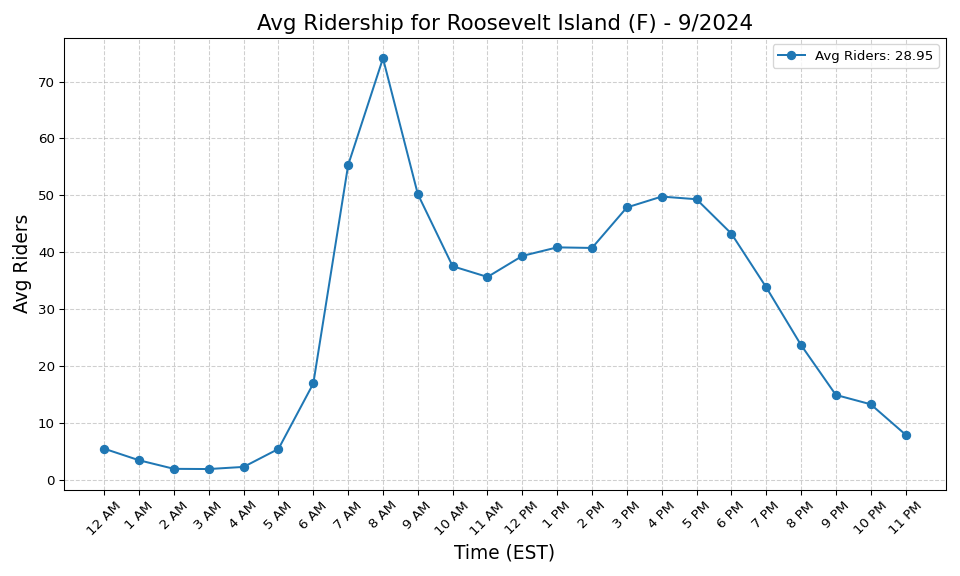 Avg Ridership for Roosevelt Island (F) - 9/2024
Avg Riders: 28.95
Avg Riders
70
60
50
40
30
20
10
0
12 AM
1 AM
2 AM
3 AM
4 AM
5 AM
6 AM
7 AM
8 AM
9 AM
10 AM
11 AM
12 PM
1 PM
2 PM
3 PM
4 PM
5 PM
6 PM
7 PM
8 PM
9 PM
10 PM
11 PM
Time (EST)